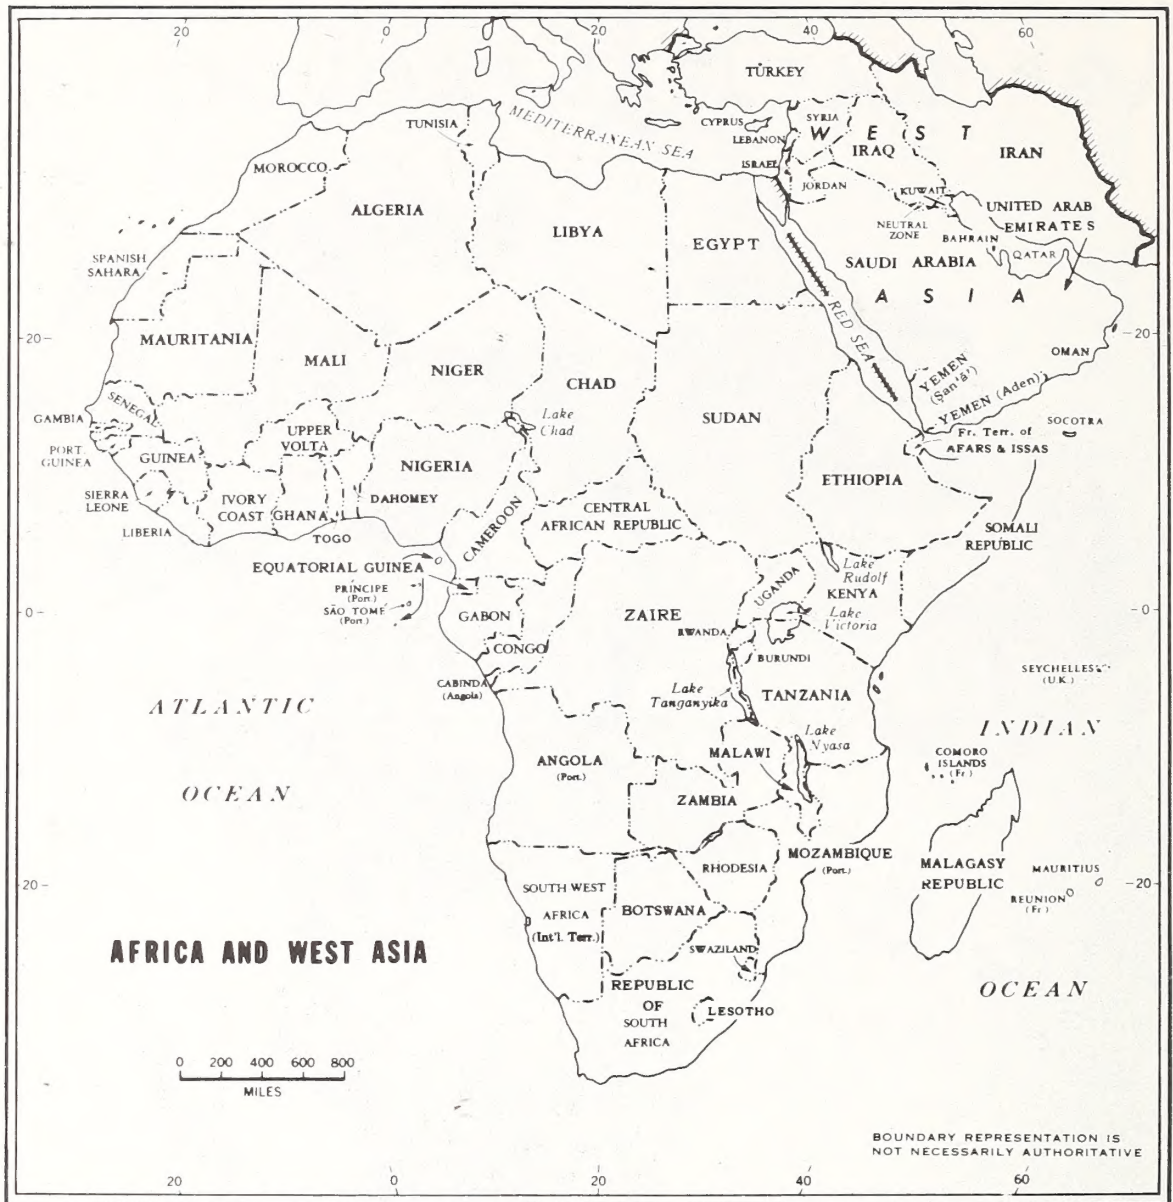 20
0
20
40
60
TURKEY
TUNISIA
MEDITERRANEAN SEA
CYPRUS
SYRIA
LEBANON
W E S T
IRAQ
IRAN
ISRAEL
MOROCCO
ALGERIA
LIBYA
EGYPT
JORDAN
KUWAIT
NEUTRAL
ZONE
UNITED ARAB
EMIRATES
BAHRAIN
QATAR
SPANISH
SAHARA
SAUDI ARABIA
A S I A
20
MAURITANIA
MALI
NIGER
CHAD
RED SEA
20
OMAN
YEMEN
(Ṣan'ā')
YEMEN (Aden)
SENEGAL
GAMBIA
UPPER
VOLTA
Lake
Chad
SUDAN
SOCOTRA
Fr. Terr. of
AFARS & ISSAS
PORT.
GUINEA
GUINEA
NIGERIA
ETHIOPIA
SIERRA
LEONE
IVORY
COAST
GHANA
DAHOMEY
CENTRAL
AFRICAN REPUBLIC
LIBERIA
TOGO
CAMEROON
SOMALI
REPUBLIC
EQUATORIAL GUINEA
PRÍNCIPE
(Port.)
SÃO TOMÉ
(Port.)
UGANDA
Lake
Rudolf
KENYA
0
GABON
ZAIRE
Lake
Victoria
0
CONGO
RWANDA
BURUNDI
CABINDA
(Angola)
Lake
Tanganyika
TANZANIA
SEYCHELLES
(U.K.)
ATLANTIC
OCEAN
INDIAN
ANGOLA
(Port.)
MALAWI
Lake
Nyasa
COMORO
ISLANDS
(Fr.)
ZAMBIA
MOZAMBIQUE
(Port.)
MALAGASY
REPUBLIC
MAURITIUS
REUNION
(Fr.)
20
20
SOUTH WEST
AFRICA
(Int'l. Terr.)
BOTSWANA
RHODESIA
SWAZILAND
AFRICA AND WEST ASIA
REPUBLIC
OF
SOUTH
AFRICA
LESOTHO
OCEAN
0 200 400 600 800
MILES
BOUNDARY REPRESENTATION IS
NOT NECESSARILY AUTHORITATIVE
20
0
20
40
60